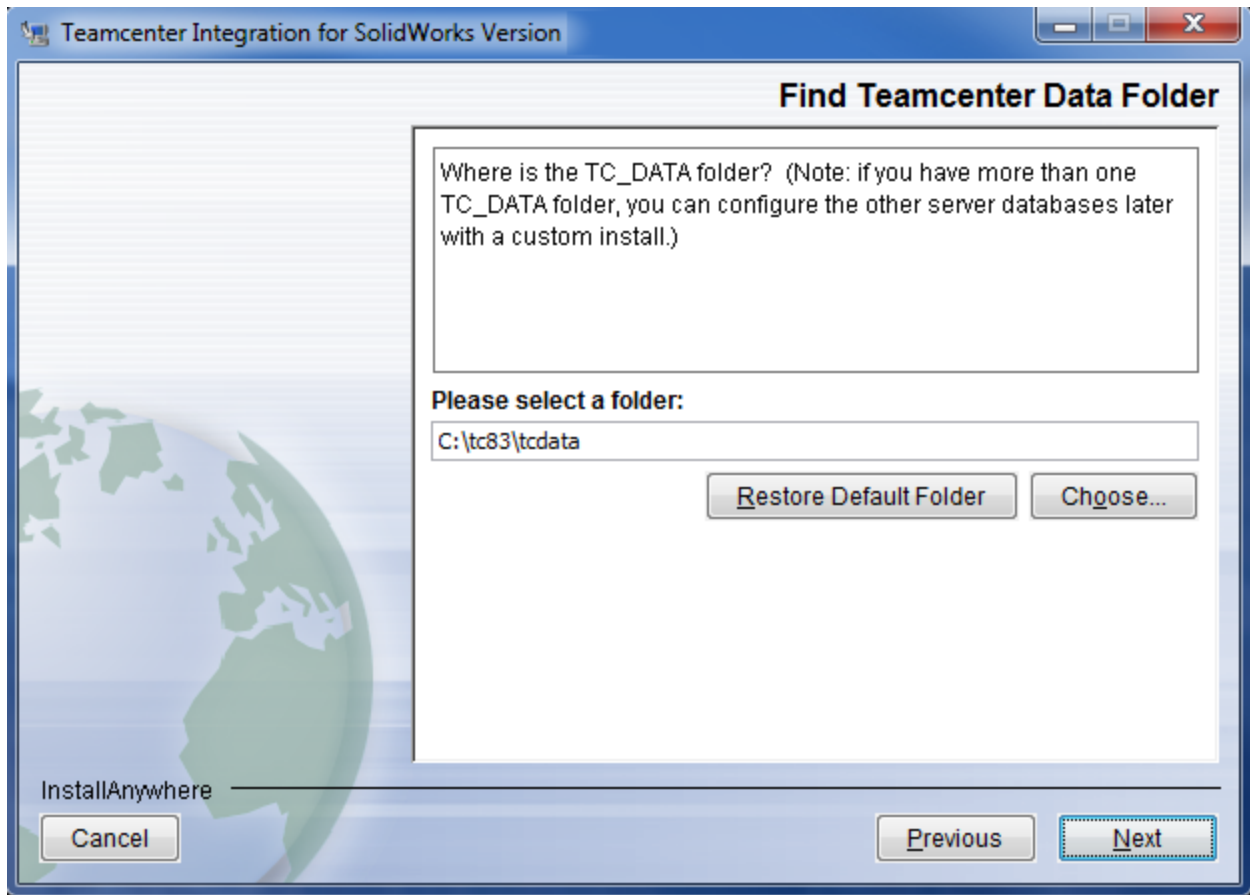 Teamcenter Integration for SolidWorks Version
Find Teamcenter Data Folder
Where is the TC_DATA folder?  (Note: if you have more than one
TC_DATA folder, you can configure the other server databases later
with a custom install.)
Please select a folder:
C:\tc83\tcdata
Restore Default Folder
Choose...
InstallAnywhere
Cancel
Previous
Next